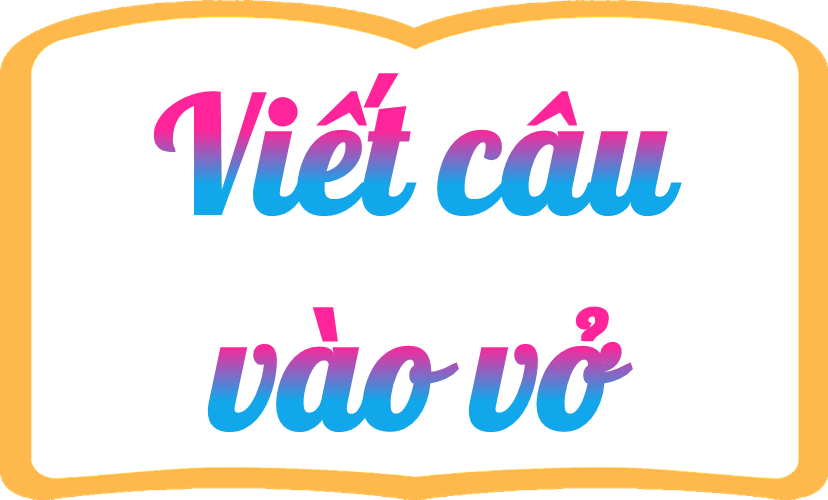 Viết câu
vào vở